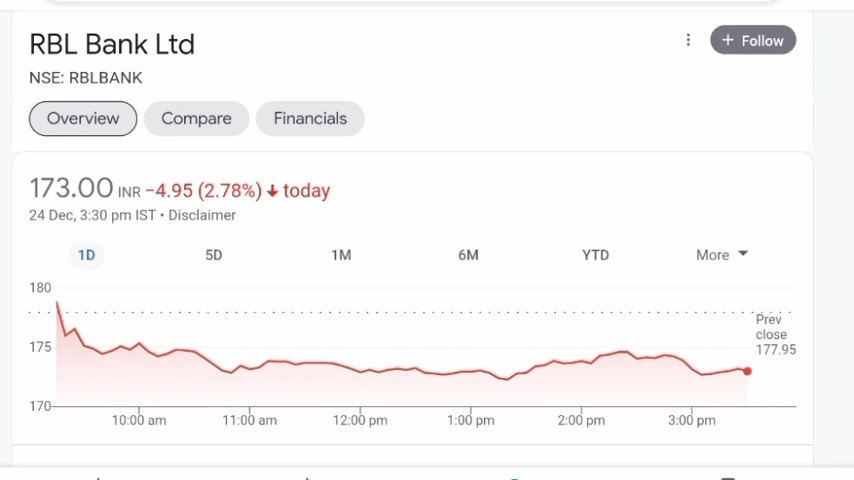 RBL Bank Ltd
+ Follow
NSE: RBLBANK
Overview Compare Financials
173.00 INR −4.95 (2.78%) ↓ today
24 Dec, 3:30 pm IST • Disclaimer
1D 5D 1M 6M YTD More
180
175
170
Prev
close
177.95
10:00 am 11:00 am 12:00 pm 1:00 pm 2:00 pm 3:00 pm